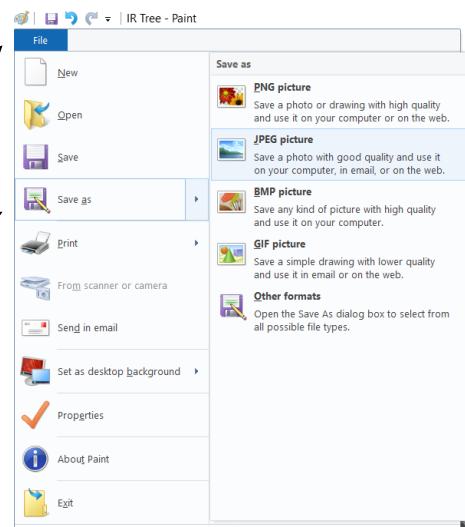 IR Tree - Paint
File
New
Open
Save
Save as
Print
From scanner or camera
Send in email
Set as desktop background
Properties
About Paint
Exit
Save as
PNG picture
Save a photo or drawing with high quality
and use it on your computer or on the web.
JPEG picture
Save a photo with good quality and use it
on your computer, in email, or on the web.
BMP picture
Save any kind of picture with high quality
and use it on your computer.
GIF picture
Save a simple drawing with lower quality
and use it in email or on the web.
Other formats
Open the Save As dialog box to select from
all possible file types.